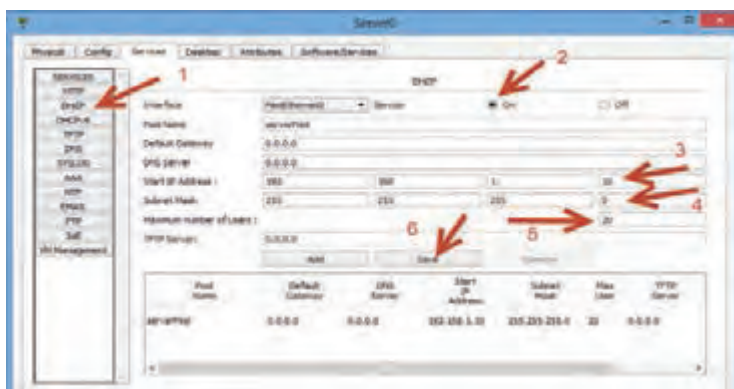 Server0
Physical Config Services Desktop Attributes Software/Services
1
2
SERVICES
HTTP
DHCP
DHCPv6
TFTP
DNS
SYSLOG
AAA
NTP
EMAIL
FTP
IoE
VM Management
DHCP
Interface FastEthernet0 Service On Off
Pool Name serverPool
Default Gateway 0.0.0.0
DNS Server 0.0.0.0
3
Start IP Address : 192 168 1 10
4
Subnet Mask: 255 255 255 0
Maximum number of Users : 20
5
6
TFTP Server: 0.0.0.0
Add Save
Pool Name Default Gateway DNS Server Start IP Address Subnet Mask Max User TFTP Server
serverPool 0.0.0.0 0.0.0.0 192.168.1.10 255.255.255.0 20 0.0.0.0